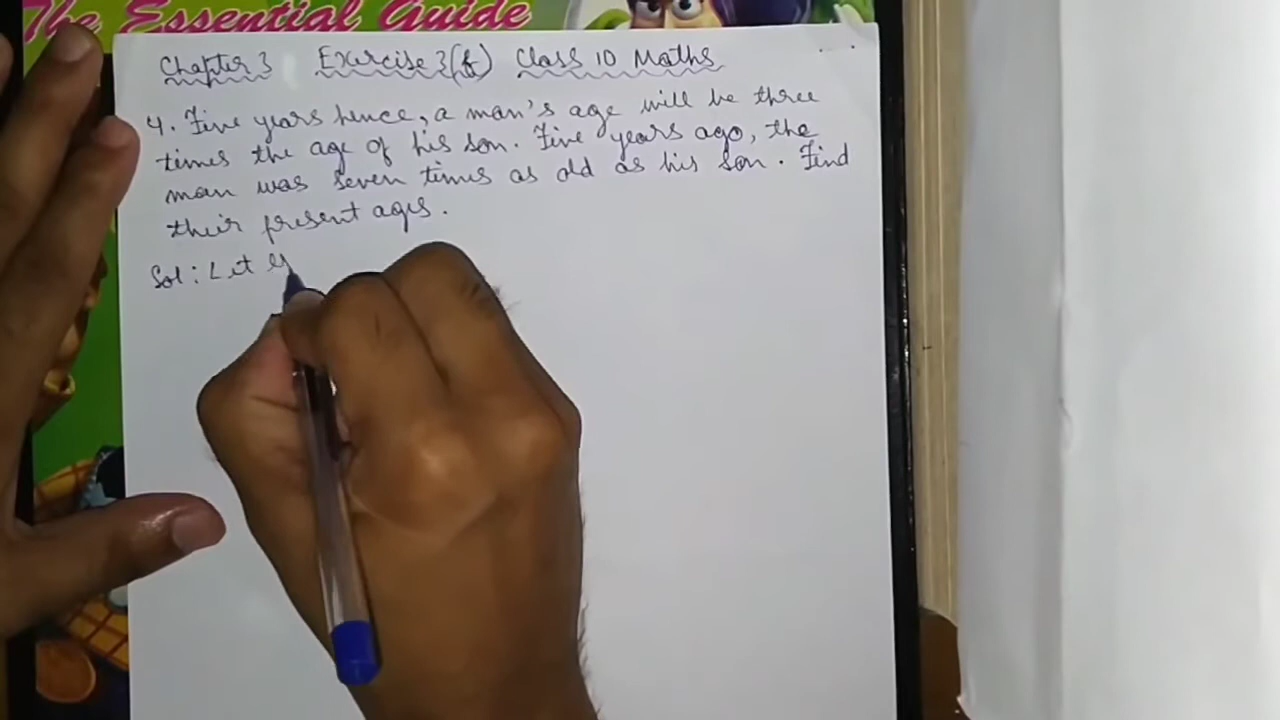 The Essential Guide
Chapter 3 Exercise 3(f) Class 10 Maths
4. Five years hence, a man's age will be three
times the age of his son. Five years ago, the
man was seven times as old as his son. Find
their present ages.
Sol: Let